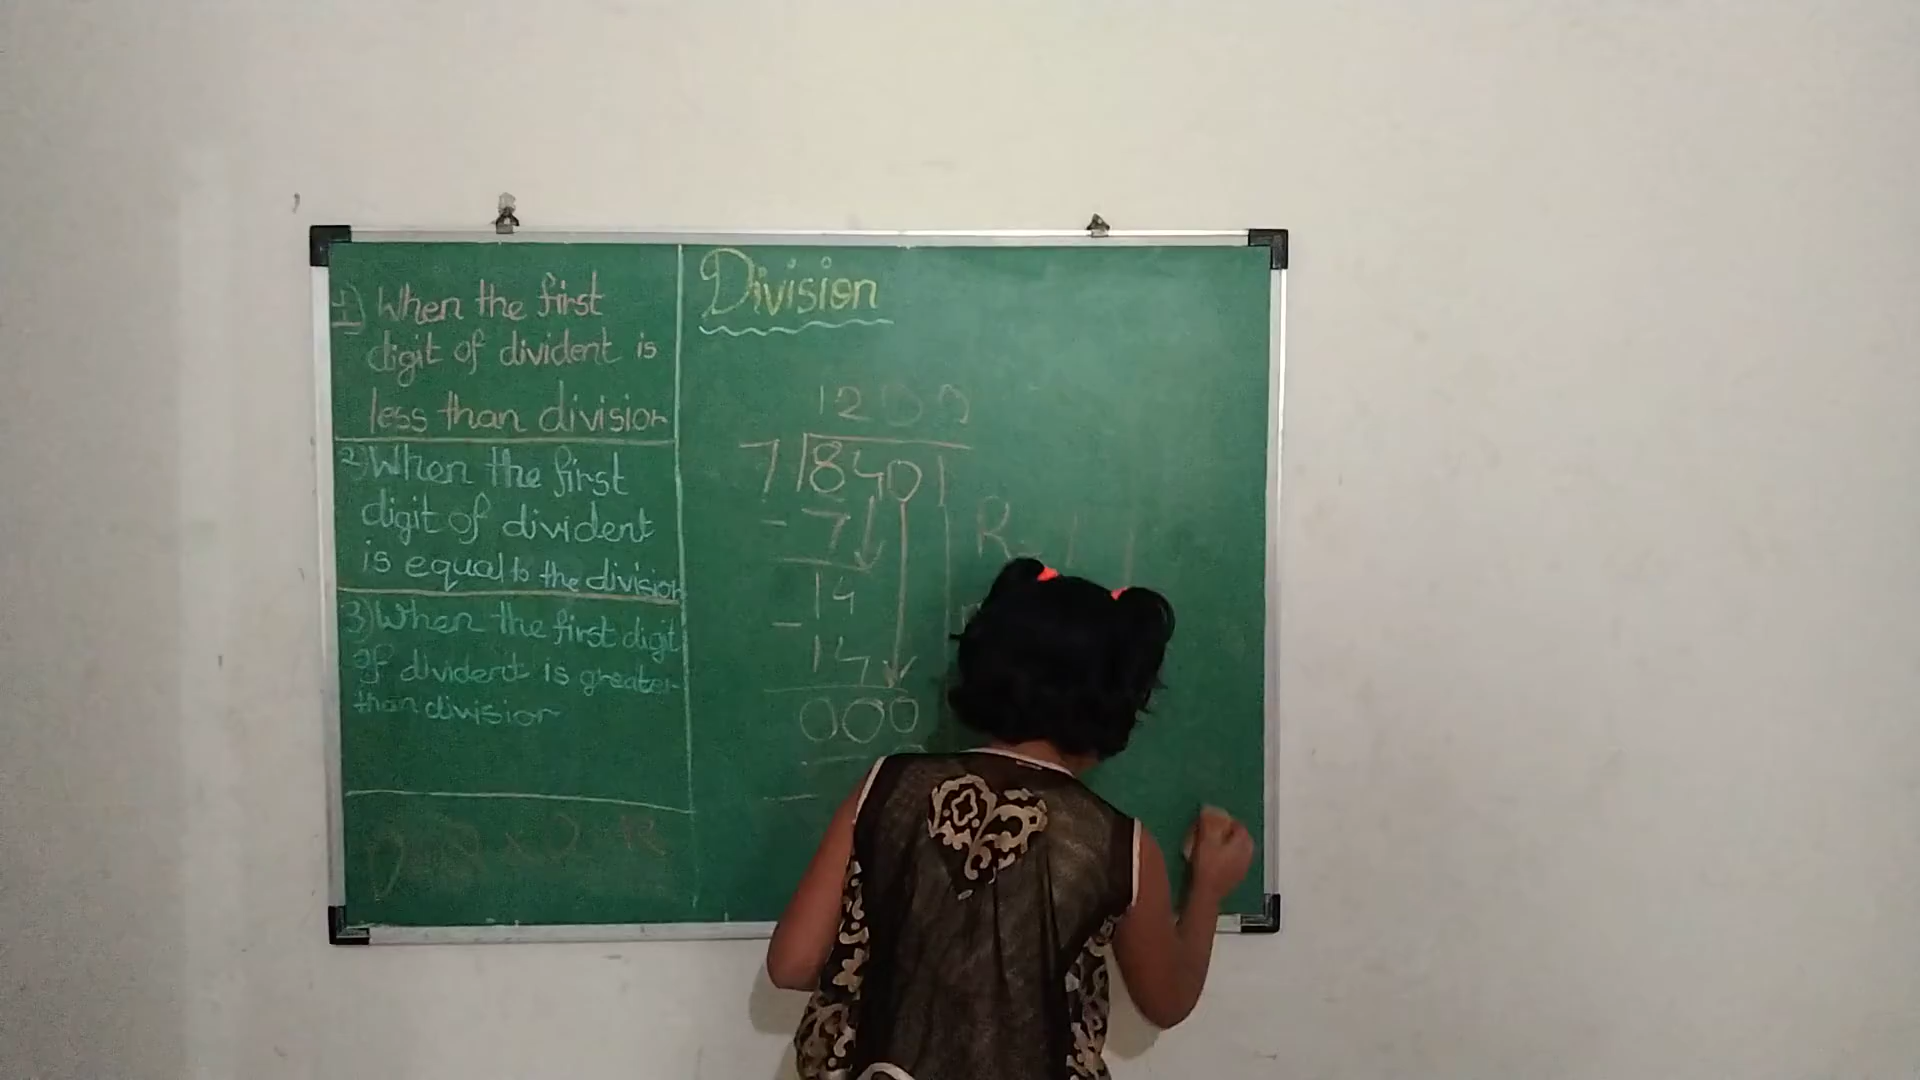 1) When the first
digit of divident is
less than division
2) When the first
digit of divident
is equal to the division
3) When the first digit
of divident is greater
than division
Division
1200
7 8401
- 7
14
-
14
000
-
R = 1